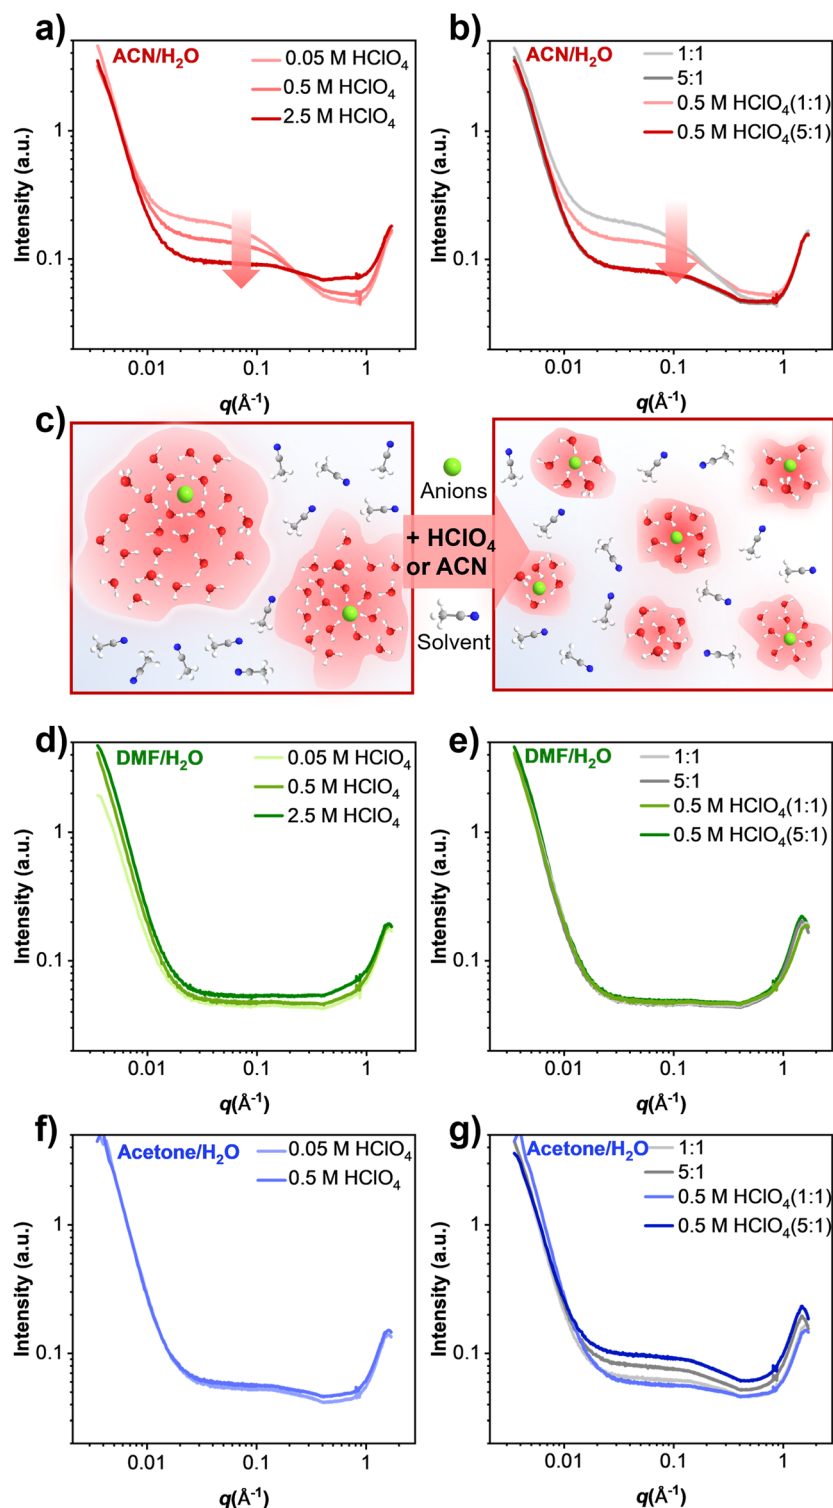 a)
ACN/H₂O
0.05 M HClO₄
0.5 M HClO₄
2.5 M HClO₄
Intensity (a.u.)
1
0.1
0.01
0.1
1
q(Å⁻¹)
b)
ACN/H₂O
1:1
5:1
0.5 M HClO₄(1:1)
0.5 M HClO₄(5:1)
Intensity (a.u.)
1
0.1
0.01
0.1
1
q(Å⁻¹)
c)
Anions
+ HClO₄
or ACN
Solvent
d)
DMF/H₂O
0.05 M HClO₄
0.5 M HClO₄
2.5 M HClO₄
Intensity (a.u.)
1
0.1
0.01
0.1
1
q(Å⁻¹)
e)
DMF/H₂O
1:1
5:1
0.5 M HClO₄(1:1)
0.5 M HClO₄(5:1)
Intensity (a.u.)
1
0.1
0.01
0.1
1
q(Å⁻¹)
f)
Acetone/H₂O
0.05 M HClO₄
0.5 M HClO₄
Intensity (a.u.)
1
0.1
0.01
0.1
1
q(Å⁻¹)
g)
Acetone/H₂O
1:1
5:1
0.5 M HClO₄(1:1)
0.5 M HClO₄(5:1)
Intensity (a.u.)
1
0.1
0.01
0.1
1
q(Å⁻¹)